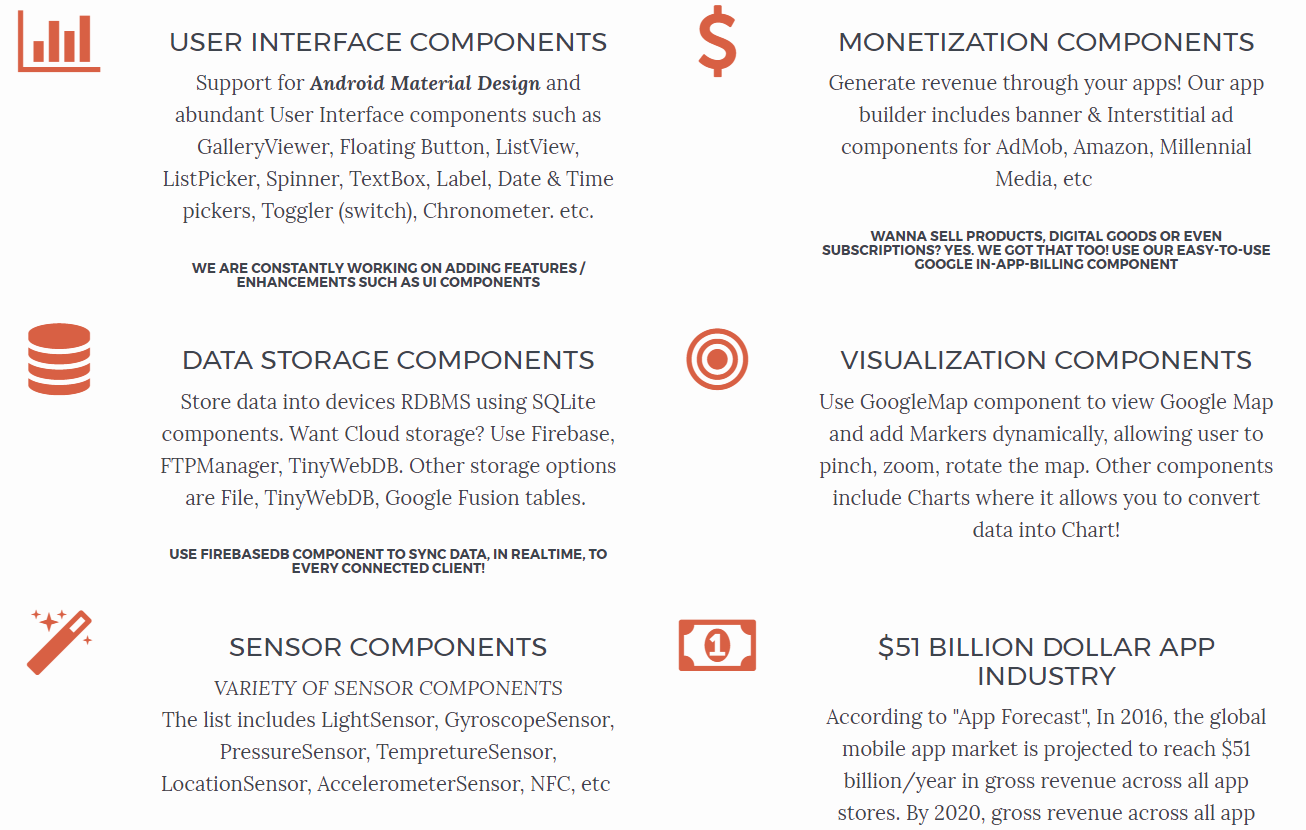 USER INTERFACE COMPONENTS
Support for Android Material Design and
abundant User Interface components such as
GalleryViewer, Floating Button, ListView,
ListPicker, Spinner, TextBox, Label, Date & Time
pickers, Toggler (switch), Chronometer. etc.
WE ARE CONSTANTLY WORKING ON ADDING FEATURES /
ENHANCEMENTS SUCH AS UI COMPONENTS
$
MONETIZATION COMPONENTS
Generate revenue through your apps! Our app
builder includes banner & Interstitial ad
components for AdMob, Amazon, Millennial
Media, etc
WANNA SELL PRODUCTS, DIGITAL GOODS OR EVEN
SUBSCRIPTIONS? YES. WE GOT THAT TOO! USE OUR EASY-TO-USE
GOOGLE IN-APP-BILLING COMPONENT
DATA STORAGE COMPONENTS
Store data into devices RDBMS using SQLite
components. Want Cloud storage? Use Firebase,
FTPManager, TinyWebDB. Other storage options
are File, TinyWebDB, Google Fusion tables.
USE FIREBASEDB COMPONENT TO SYNC DATA, IN REALTIME, TO
EVERY CONNECTED CLIENT!
VISUALIZATION COMPONENTS
Use GoogleMap component to view Google Map
and add Markers dynamically, allowing user to
pinch, zoom, rotate the map. Other components
include Charts where it allows you to convert
data into Chart!
SENSOR COMPONENTS
VARIETY OF SENSOR COMPONENTS
The list includes LightSensor, GyroscopeSensor,
PressureSensor, TempretureSensor,
LocationSensor, AccelerometerSensor, NFC, etc
1
$51 BILLION DOLLAR APP
INDUSTRY
According to "App Forecast", In 2016, the global
mobile app market is projected to reach $51
billion/year in gross revenue across all app
stores. By 2020, gross revenue across all app